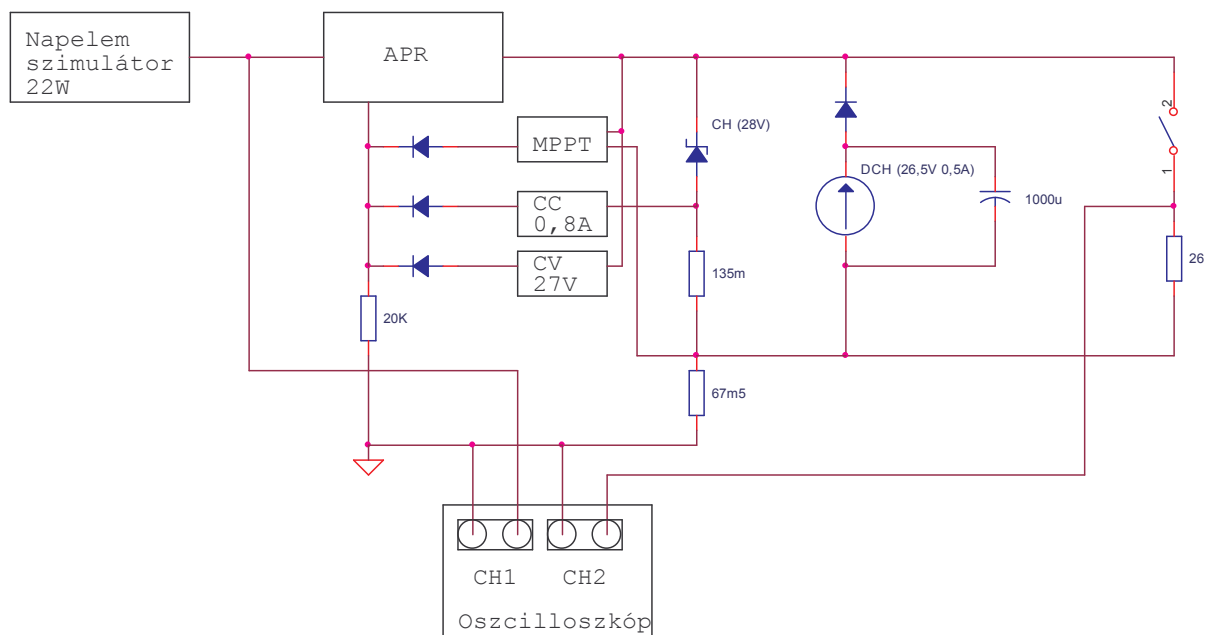 Napelem
szimulátor
22W
APR
MPPT
CH (28V)
2
DCH (26,5V 0,5A)
1000u
1
CC
0,8A
CV
27V
135m
26
20K
67m5
CH1
CH2
Oszcilloszkóp